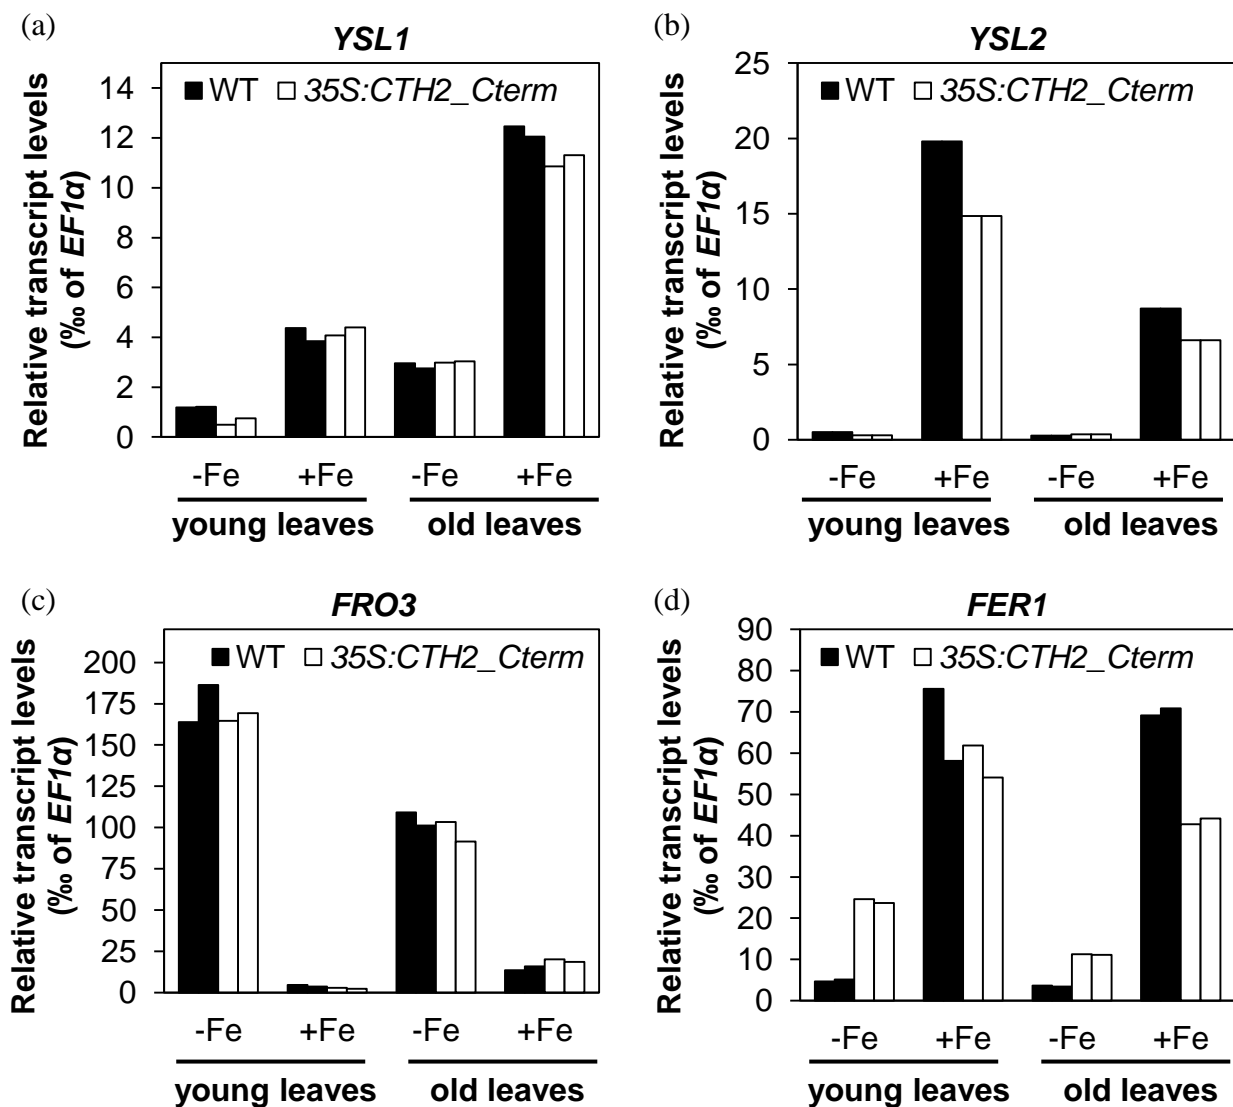 (a)
YSL1
Relative transcript levels
(‰ of EF1α)
14
12
10
8
6
4
2
0
WT 35S:CTH2_Cterm
-Fe +Fe -Fe +Fe
young leaves old leaves
(b)
YSL2
Relative transcript levels
(‰ of EF1α)
25
20
15
10
5
0
WT 35S:CTH2_Cterm
-Fe +Fe -Fe +Fe
young leaves old leaves
(c)
FRO3
Relative transcript levels
(‰ of EF1α)
200
175
150
125
100
75
50
25
0
WT 35S:CTH2_Cterm
-Fe +Fe -Fe +Fe
young leaves old leaves
(d)
FER1
Relative transcript levels
(‰ of EF1α)
90
80
70
60
50
40
30
20
10
0
WT 35S:CTH2_Cterm
-Fe +Fe -Fe +Fe
young leaves old leaves